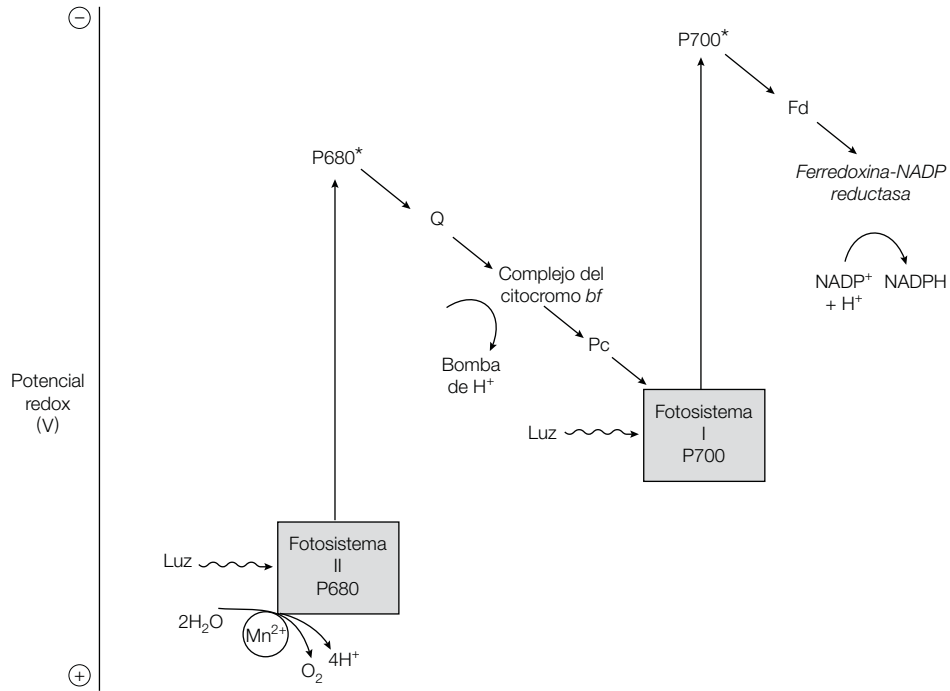 −
P700*
Fd
P680*
Ferredoxina-NADP
reductasa
Q
Complejo del
citocromo bf
NADP⁺ NADPH
+ H⁺
Pc
Bomba
de H⁺
Potencial
redox
(V)
Luz
Fotosistema
I
P700
Fotosistema
II
P680
Luz
2H₂O
Mn²⁺
4H⁺
O₂
+